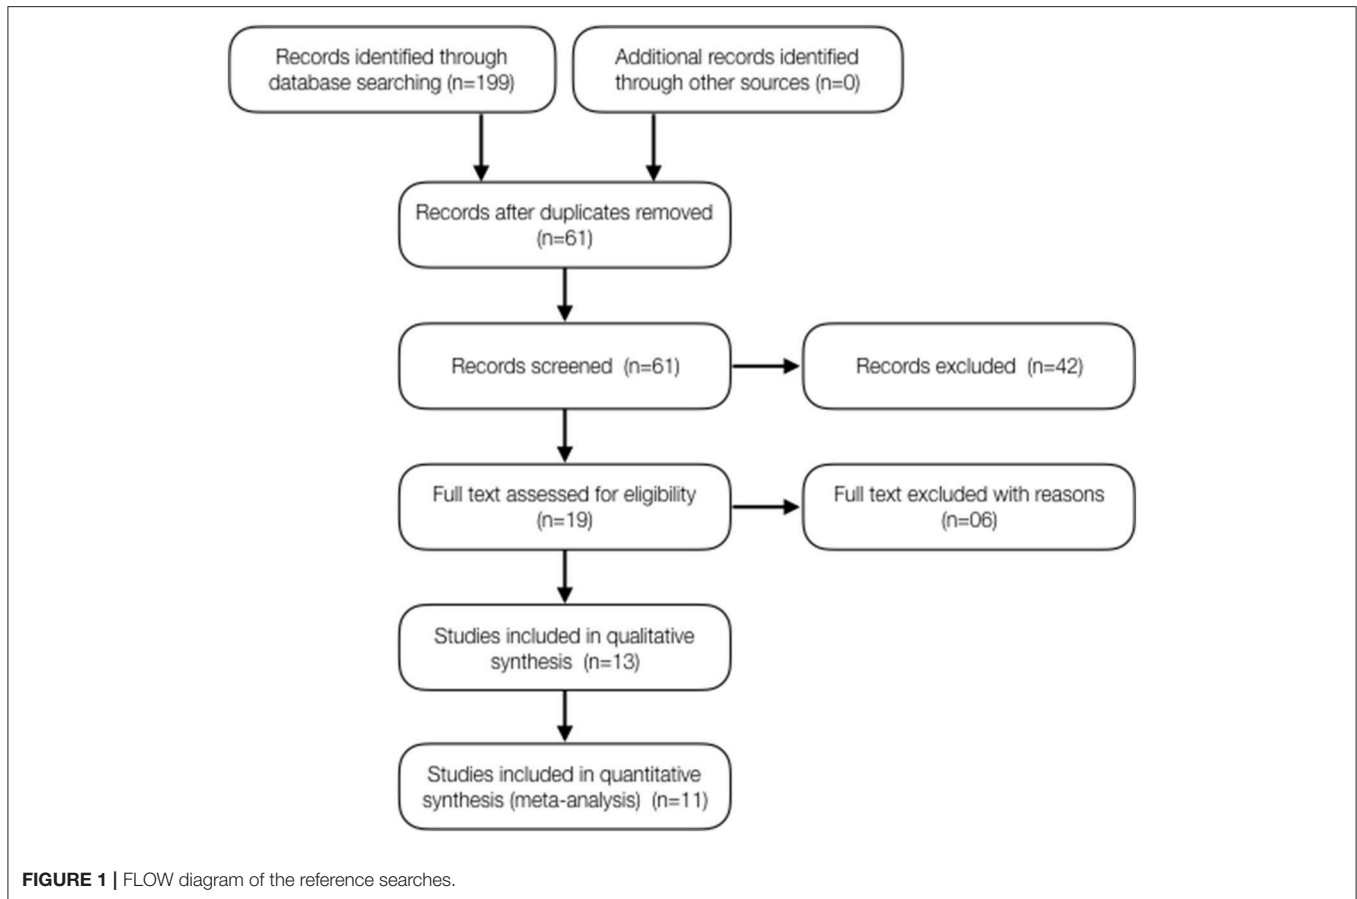 Records identified through
database searching (n=199)
Additional records identified
through other sources (n=0)
Records after duplicates removed
(n=61)
Records screened (n=61)
Records excluded (n=42)
Full text assessed for eligibility
(n=19)
Full text excluded with reasons
(n=06)
Studies included in qualitative
synthesis (n=13)
Studies included in quantitative
synthesis (meta-analysis) (n=11)
FIGURE 1 | FLOW diagram of the reference searches.